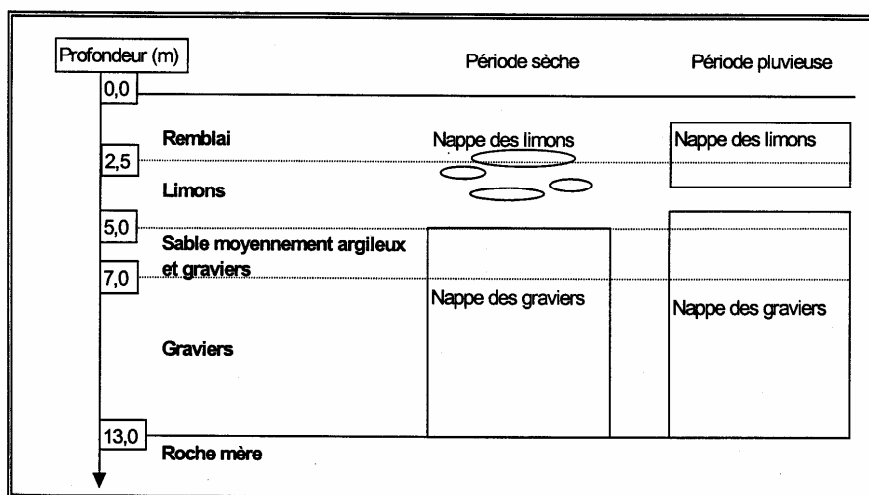 Profondeur (m)
Période sèche
Période pluvieuse
0,0
Remblai
Nappe des limons
Nappe des limons
2,5
Limons
5,0
Sable moyennement argileux
et graviers
7,0
Nappe des graviers
Nappe des graviers
Graviers
13,0
Roche mère